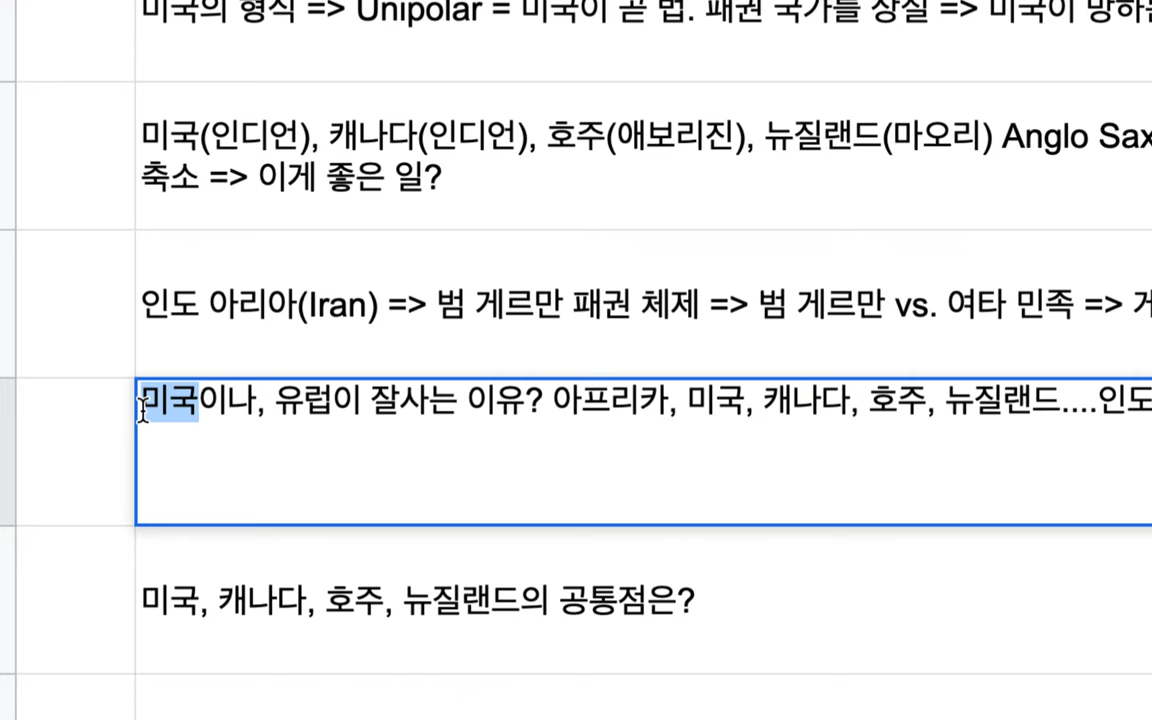 미국의 형식 => Unipolar = 미국이 곧 법. 패권 국가를 상실 => 미국이 망하는
미국(인디언), 캐나다(인디언), 호주(애보리진), 뉴질랜드(마오리) Anglo Sax
축소 => 이게 좋은 일?
인도 아리아(Iran) => 범 게르만 패권 체제 => 범 게르만 vs. 여타 민족 =>
미국이나, 유럽이 잘사는 이유? 아프리카, 미국, 캐나다, 호주, 뉴질랜드....인도
미국, 캐나다, 호주, 뉴질랜드의 공통점은?